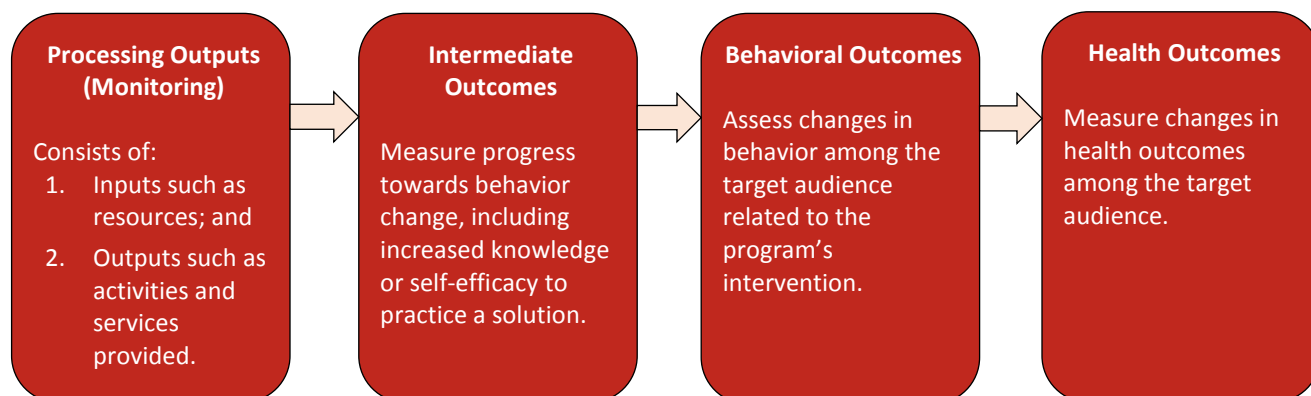 Processing Outputs
(Monitoring)
Consists of:
1. Inputs such as
resources; and
2. Outputs such as
activities and
services
provided.
Intermediate
Outcomes
Measure progress
towards behavior
change, including
increased knowledge
or self-efficacy to
practice a solution.
Behavioral Outcomes
Assess changes in
behavior among the
target audience
related to the
program’s
intervention.
Health Outcomes
Measure changes in
health outcomes
among the target
audience.